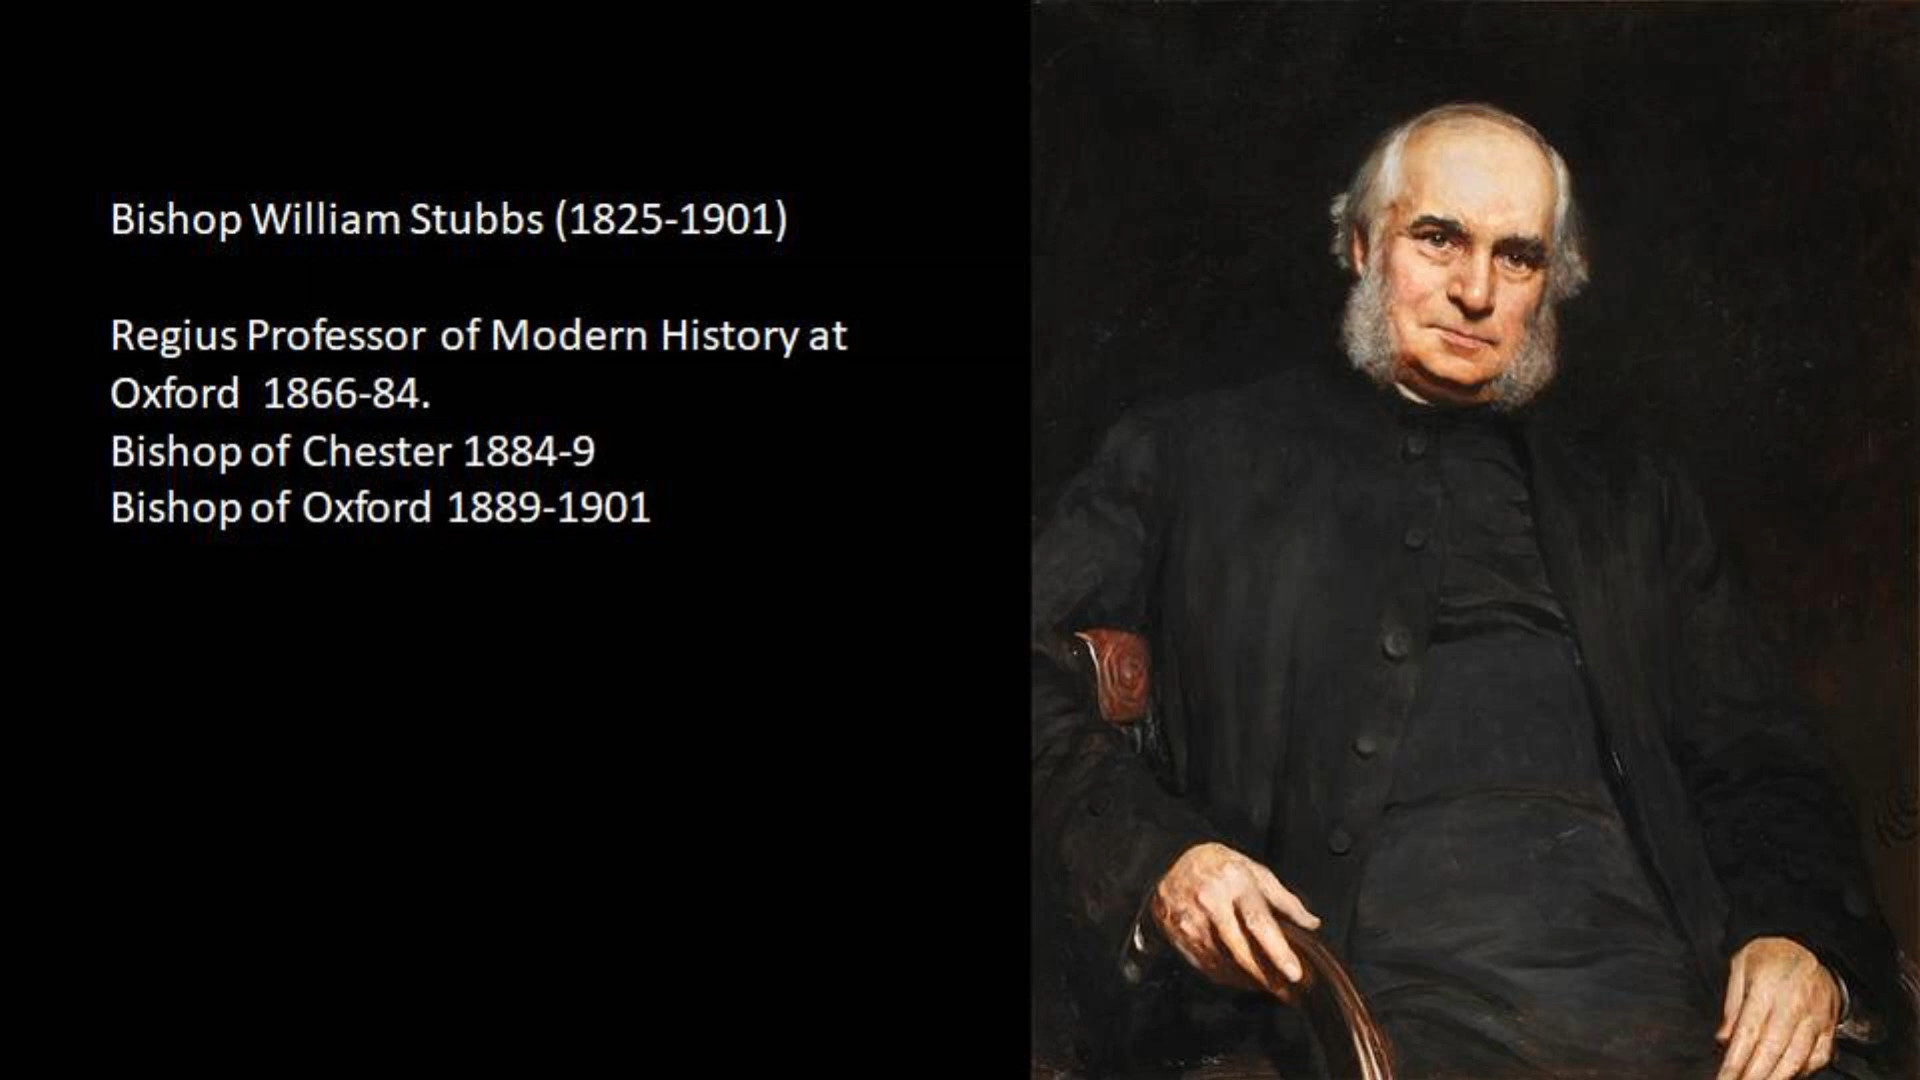 Bishop William Stubbs (1825-1901)
Regius Professor of Modern History at
Oxford 1866-84.
Bishop of Chester 1884-9
Bishop of Oxford 1889-1901